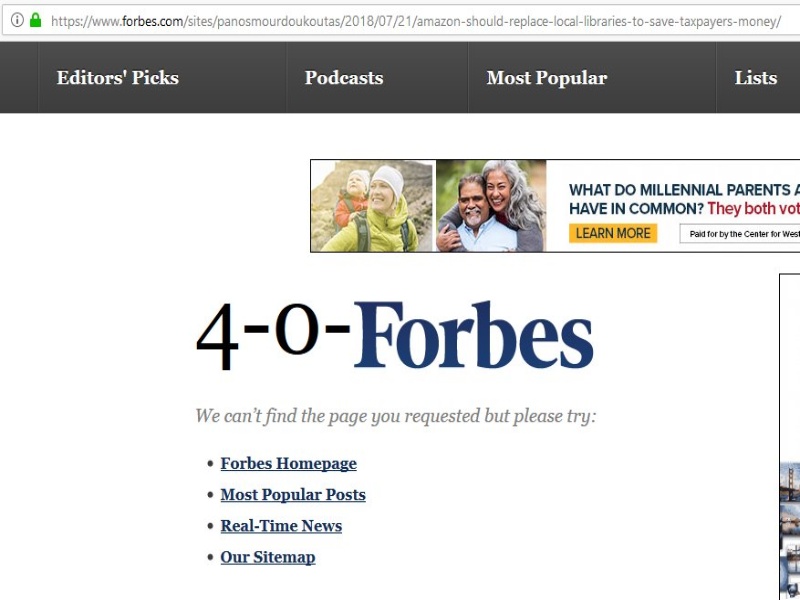 https://www.forbes.com/sites/panosmourdoukoutas/2018/07/21/amazon-should-replace-local-libraries-to-save-taxpayers-money/
Editors' Picks
Podcasts
Most Popular
Lists
WHAT DO MILLENNIAL PARENTS A
HAVE IN COMMON? They both vot
LEARN MORE
Paid for by the Center for West
4-0-Forbes
We can't find the page you requested but please try:
• Forbes Homepage
• Most Popular Posts
• Real-Time News
• Our Sitemap